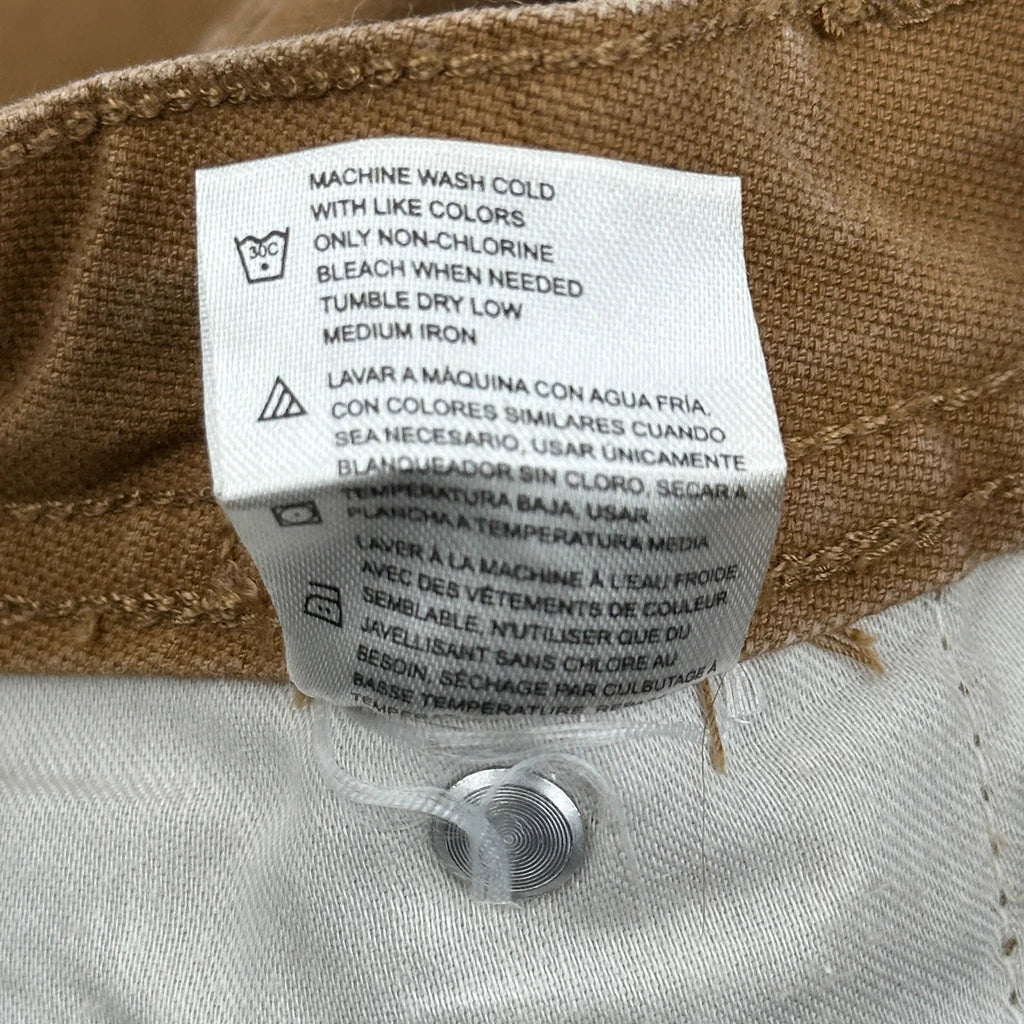 MACHINE WASH COLD
WITH LIKE COLORS
ONLY NON-CHLORINE
BLEACH WHEN NEEDED
TUMBLE DRY LOW
MEDIUM IRON
30C
LAVAR A MÁQUINA CON AGUA FRÍA,
CON COLORES SIMILARES CUANDO
SEA NECESARIO, USAR ÚNICAMENTE
BLANQUEADOR SIN CLORO, SECAR A
TEMPERATURA BAJA, USAR
PLANCHA A TEMPERATURA MEDIA
LAVER À LA MACHINE À L'EAU FROIDE
AVEC DES VÊTEMENTS DE COULEUR
SEMBLABLE, N'UTILISER QUE DU
JAVELLISANT SANS CHLORE AU
BESOIN, SÉCHAGE PAR CULBUTAGE À
BASSE TEMPÉRATURE,